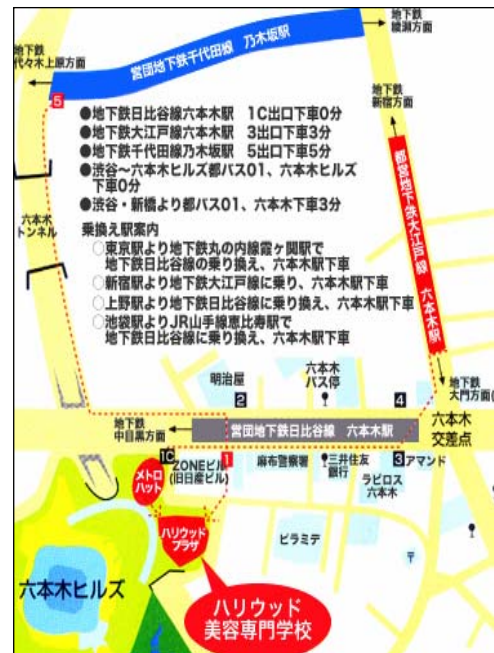 地下鉄
綾瀬方面
地下鉄
代々木上原方面
営団地下鉄千代田線 乃木坂駅
5
地下鉄
新宿方面
●地下鉄日比谷線六本木駅 1C出口下車0分
●地下鉄大江戸線六本木駅 3出口下車3分
●地下鉄千代田線乃木坂駅 5出口下車5分
●渋谷〜六本木ヒルズ都バス01、六本木ヒルズ
下車0分
●渋谷・新橋より都バス01、六本木下車3分
乗換え駅案内
○東京駅より地下鉄丸の内線霞ヶ関駅で
地下鉄日比谷線の乗り換え、六本木駅下車
○新宿駅より地下鉄大江戸線に乗り、六本木駅下車
○上野駅より地下鉄日比谷線に乗り換え、六本木駅下車
○池袋駅よりJR山手線恵比寿駅で
地下鉄日比谷線に乗り換え、六本木駅下車
六本木
トンネル
都営地下鉄大江戸線 六本木駅
明治屋
六本木
バス停
地下鉄
大門方面(
2
4
地下鉄
中目黒方面
営団地下鉄日比谷線 六本木駅
六本木
交差点
1C
ZONEビル
(旧日産ビル)
1
麻布警察署
三井住友
銀行
3
アマンド
ラピロス
六本木
メトロ
ハット
ハリウッド
プラザ
ピラミデ
〒
六本木ヒルズ
ハリウッド
美容専門学校